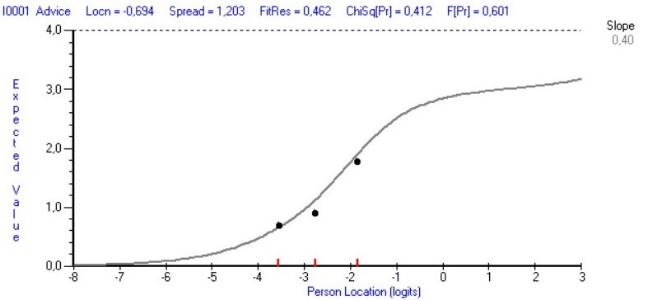 I0001 Advice Locn = -0,694 Spread = 1,203 FitRes = 0,462 ChiSq[Pr] = 0,412 F[Pr] = 0,601
Slope
0,40
Expected Value
4,0
3,0
2,0
1,0
0,0
-8 -7 -6 -5 -4 -3 -2 -1 0 1 2 3
Person Location (logits)